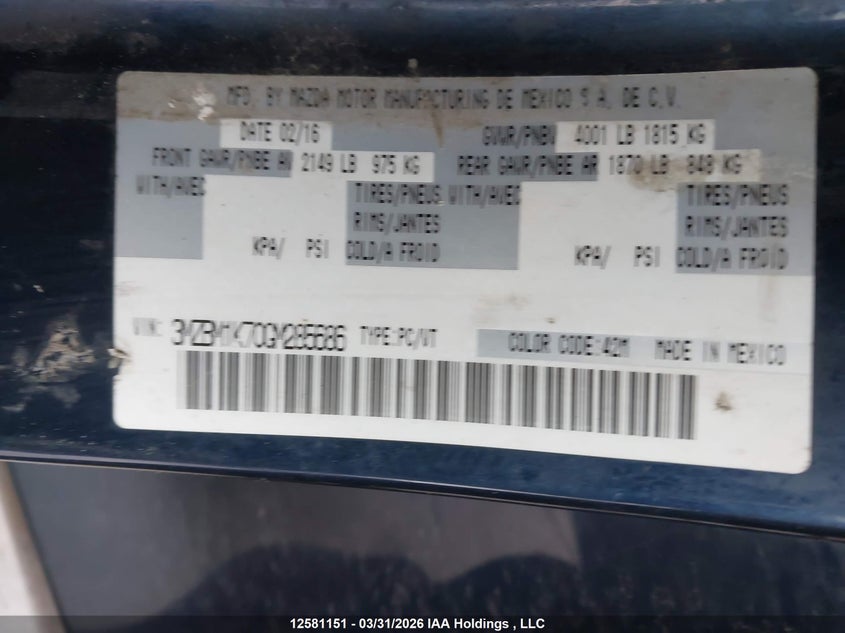 MFD. BY MAZDA MOTOR MANUFACTURING DE MEXICO S.A. DE C.V.
DATE 02/16 GVWR/PNBV 4001 LB 1815 KG
FRONT GAWR/PNBE AV 2149 LB 975 KG REAR GAWR/PNBE AR 1870 LB 848 KG
WITH/AVEC TIRES/PNEUS WITH/AVEC TIRES/PNEUS
RIMS/JANTES RIMS/JANTES
KPA/ PSI COLD/A FROID KPA/ PSI COLD/A FROID
VIN: 3MZBM1K70GM285686 TYPE:PC/VT COLOR CODE:42M MADE IN MEXICO
12581151 - 03/31/2026 IAA Holdings , LLC